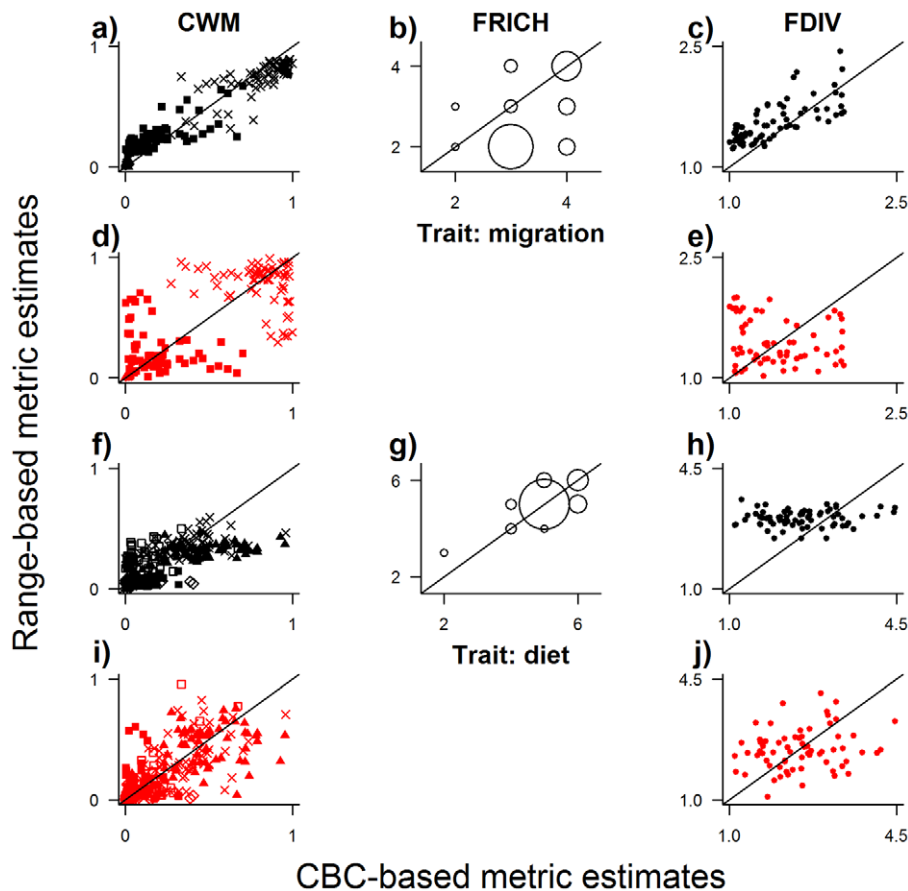 CWM FRICH FDIV
a) b) c)
1 4 2.5
0 2 1.0
0 1 2 4 1.0 2.5
Trait: migration
d) e)
1 2.5
0 1.0
0 1 1.0 2.5
f) g) h)
1 6 4.5
0 2 1.0
0 1 2 6 1.0 4.5
Trait: diet
i) j)
1 4.5
0 1.0
0 1 1.0 4.5
Range-based metric estimates
CBC-based metric estimates